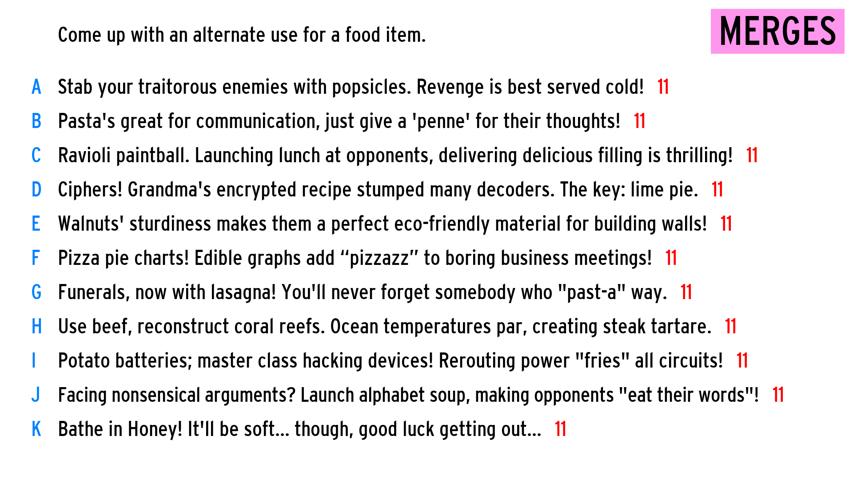 Come up with an alternate use for a food item.
MERGES
A Stab your traitorous enemies with popsicles. Revenge is best served cold! 11
B Pasta's great for communication, just give a 'penne' for their thoughts! 11
C Ravioli paintball. Launching lunch at opponents, delivering delicious filling is thrilling! 11
D Ciphers! Grandma's encrypted recipe stumped many decoders. The key: lime pie. 11
E Walnuts' sturdiness makes them a perfect eco-friendly material for building walls! 11
F Pizza pie charts! Edible graphs add “pizzazz” to boring business meetings! 11
G Funerals, now with lasagna! You'll never forget somebody who "past-a" way. 11
H Use beef, reconstruct coral reefs. Ocean temperatures par, creating steak tartare. 11
I Potato batteries; master class hacking devices! Rerouting power "fries" all circuits! 11
J Facing nonsensical arguments? Launch alphabet soup, making opponents "eat their words"! 11
K Bathe in Honey! It'll be soft... though, good luck getting out... 11